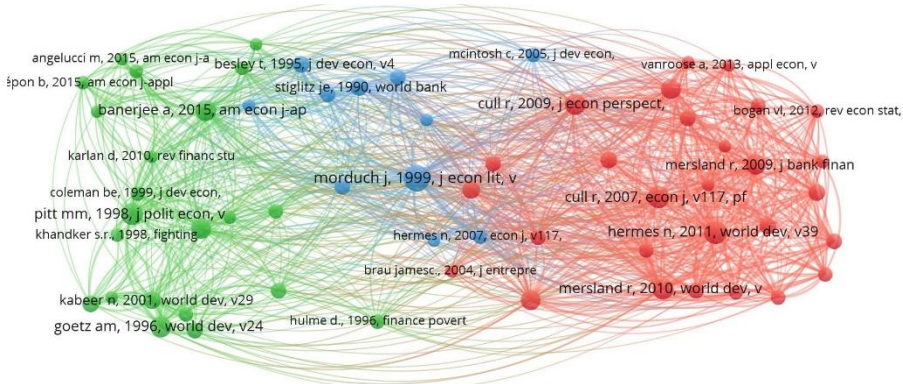 angelucci m, 2015, am econ j-a
besley t, 1995, j dev econ, v4
mcintosh c, 2005, j dev econ,
vanroose a, 2013, appl econ, v
épon b, 2015, am econ j-appl
stiglitz je, 1990, world bank
cull r, 2009, j econ perspect,
banerjee a, 2015, am econ j-ap
bogan vl, 2012, rev econ stat,
karlan d, 2010, rev financ stu
mersland r, 2009, j bank finan
morduch j, 1999, j econ lit, v
coleman be, 1999, j dev econ,
cull r, 2007, econ j, v117, pf
pitt mm, 1998, j polit econ, v
khandker s.r., 1998, fighting
hermes n, 2007, econ j, v117,
hermes n, 2011, world dev, v39
brau jamesc., 2004, j entrepre
mersland r, 2010, world dev, v
kabeer n, 2001, world dev, v29
goetz am, 1996, world dev, v24
hulme d., 1996, finance povert